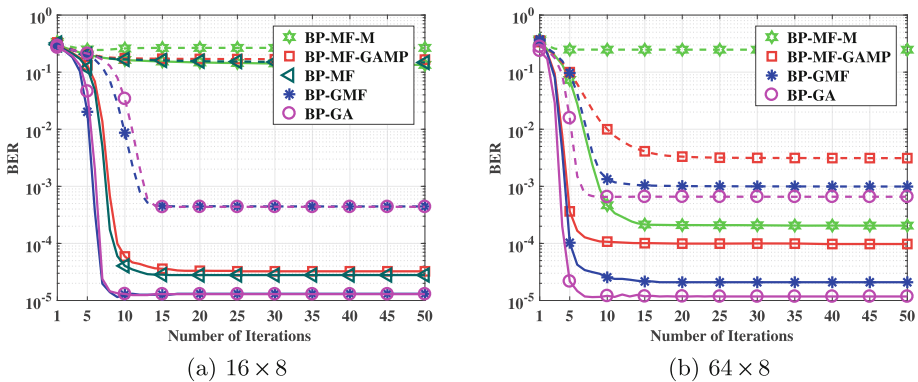 10^0
10^-1
10^-2
10^-3
10^-4
10^-5
BER
BP-MF-M
BP-MF-GAMP
BP-MF
BP-GMF
BP-GA
1 5 10 15 20 25 30 35 40 45 50
Number of Iterations
(a) 16 × 8
10^0
10^-1
10^-2
10^-3
10^-4
10^-5
BER
BP-MF-M
BP-MF-GAMP
BP-GMF
BP-GA
1 5 10 15 20 25 30 35 40 45 50
Number of Iterations
(b) 64 × 8